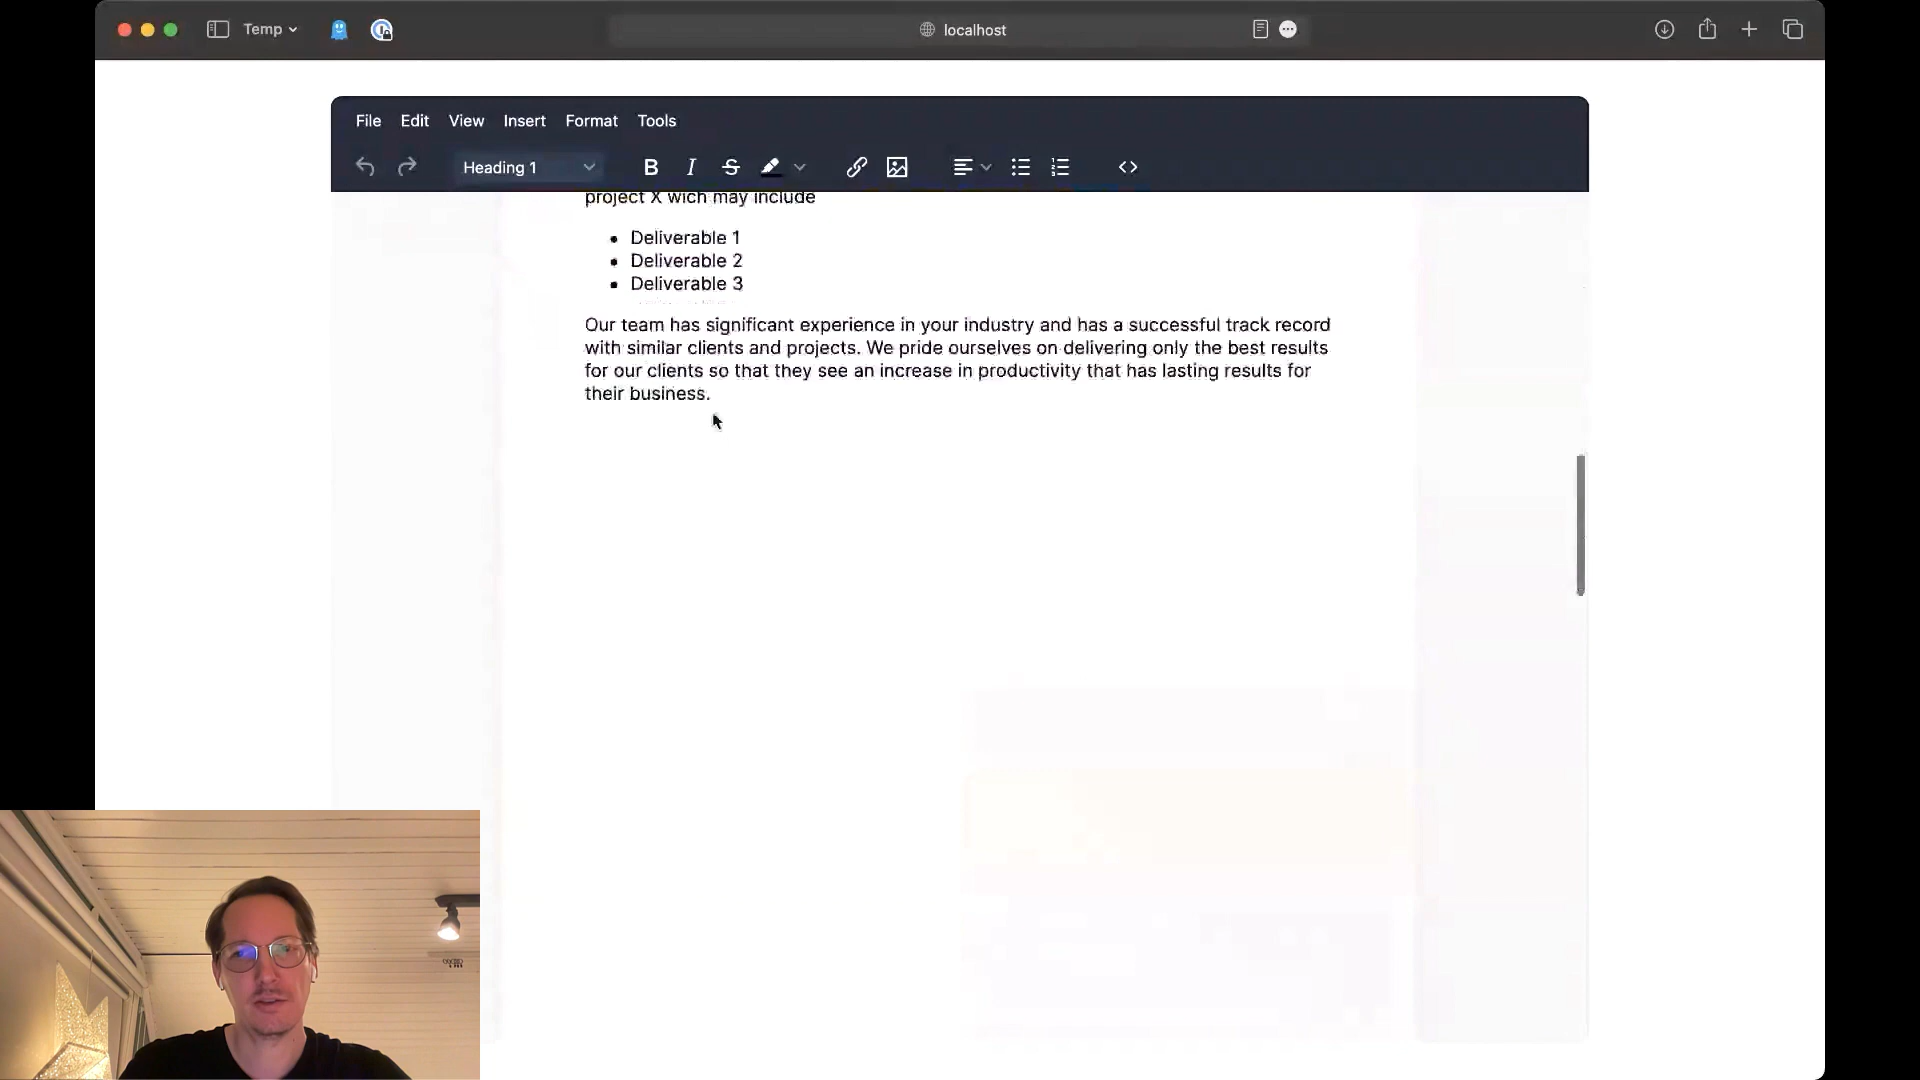 Temp
localhost
File Edit View Insert Format Tools
Heading 1 B I S
project X wich may include
Deliverable 1
Deliverable 2
Deliverable 3
Our team has significant experience in your industry and has a successful track record
with similar clients and projects. We pride ourselves on delivering only the best results
for our clients so that they see an increase in productivity that has lasting results for
their business.